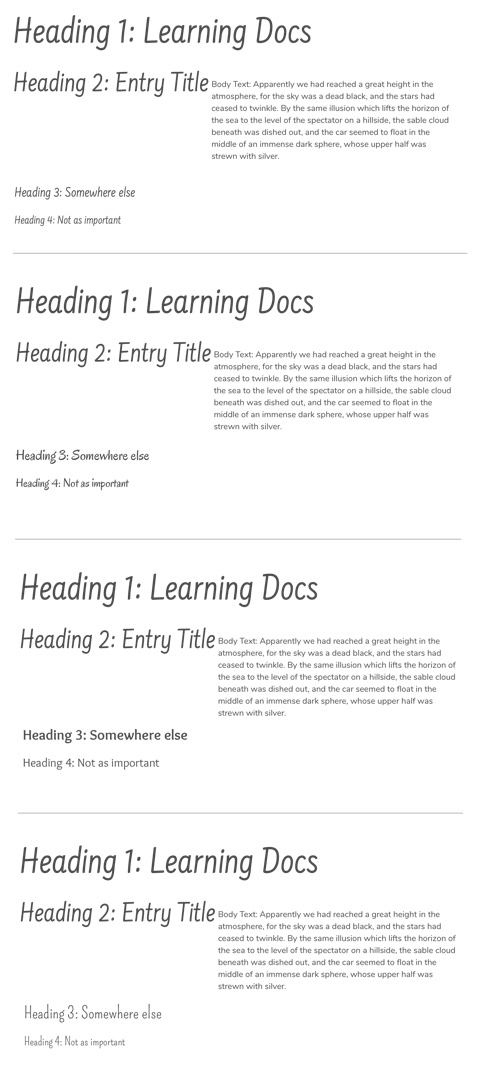 Heading 1: Learning Docs
Heading 2: Entry Title
Body Text: Apparently we had reached a great height in the
atmosphere, for the sky was a dead black, and the stars had
ceased to twinkle. By the same illusion which lifts the horizon of
the sea to the level of the spectator on a hillside, the sable cloud
beneath was dished out, and the car seemed to float in the
middle of an immense dark sphere, whose upper half was
strewn with silver.
Heading 3: Somewhere else
Heading 4: Not as important
Heading 1: Learning Docs
Heading 2: Entry Title
Body Text: Apparently we had reached a great height in the
atmosphere, for the sky was a dead black, and the stars had
ceased to twinkle. By the same illusion which lifts the horizon of
the sea to the level of the spectator on a hillside, the sable cloud
beneath was dished out, and the car seemed to float in the
middle of an immense dark sphere, whose upper half was
strewn with silver.
Heading 3: Somewhere else
Heading 4: Not as important
Heading 1: Learning Docs
Heading 2: Entry Title
Body Text: Apparently we had reached a great height in the
atmosphere, for the sky was a dead black, and the stars had
ceased to twinkle. By the same illusion which lifts the horizon of
the sea to the level of the spectator on a hillside, the sable cloud
beneath was dished out, and the car seemed to float in the
middle of an immense dark sphere, whose upper half was
strewn with silver.
Heading 3: Somewhere else
Heading 4: Not as important
Heading 1: Learning Docs
Heading 2: Entry Title
Body Text: Apparently we had reached a great height in the
atmosphere, for the sky was a dead black, and the stars had
ceased to twinkle. By the same illusion which lifts the horizon of
the sea to the level of the spectator on a hillside, the sable cloud
beneath was dished out, and the car seemed to float in the
middle of an immense dark sphere, whose upper half was
strewn with silver.
Heading 3: Somewhere else
Heading 4: Not as important